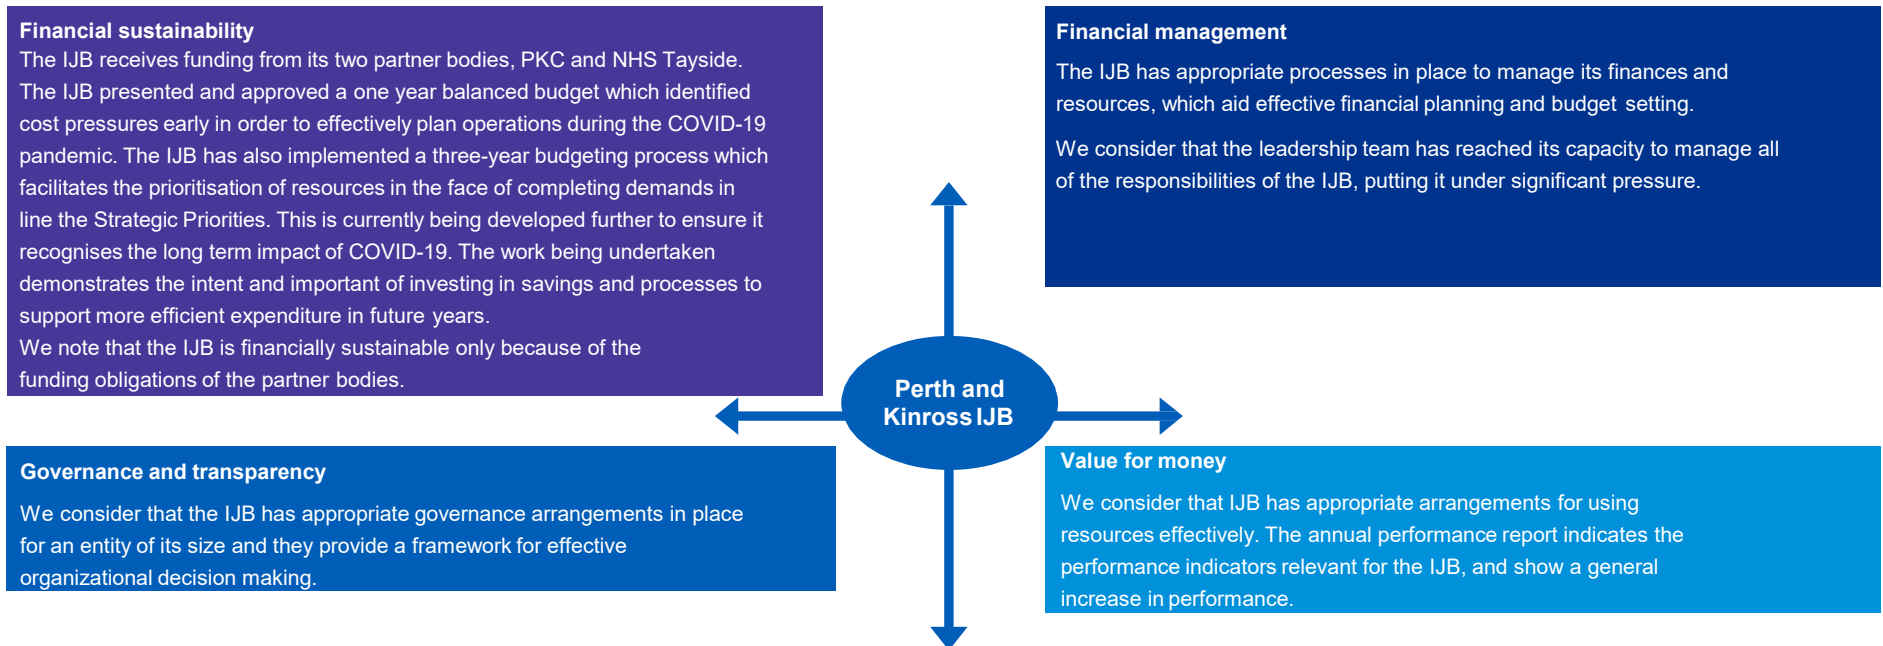 Financial sustainability
The IJB receives funding from its two partner bodies, PKC and NHS Tayside.
The IJB presented and approved a one year balanced budget which identified
cost pressures early in order to effectively plan operations during the COVID-19
pandemic. The IJB has also implemented a three-year budgeting process which
facilitates the prioritisation of resources in the face of completing demands in
line the Strategic Priorities. This is currently being developed further to ensure it
recognises the long term impact of COVID-19. The work being undertaken
demonstrates the intent and important of investing in savings and processes to
support more efficient expenditure in future years.
We note that the IJB is financially sustainable only because of the
funding obligations of the partner bodies.
Financial management
The IJB has appropriate processes in place to manage its finances and
resources, which aid effective financial planning and budget setting.
We consider that the leadership team has reached its capacity to manage all
of the responsibilities of the IJB, putting it under significant pressure.
Perth and
Kinross IJB
Governance and transparency
We consider that the IJB has appropriate governance arrangements in place
for an entity of its size and they provide a framework for effective
organizational decision making.
Value for money
We consider that IJB has appropriate arrangements for using
resources effectively. The annual performance report indicates the
performance indicators relevant for the IJB, and show a general
increase in performance.